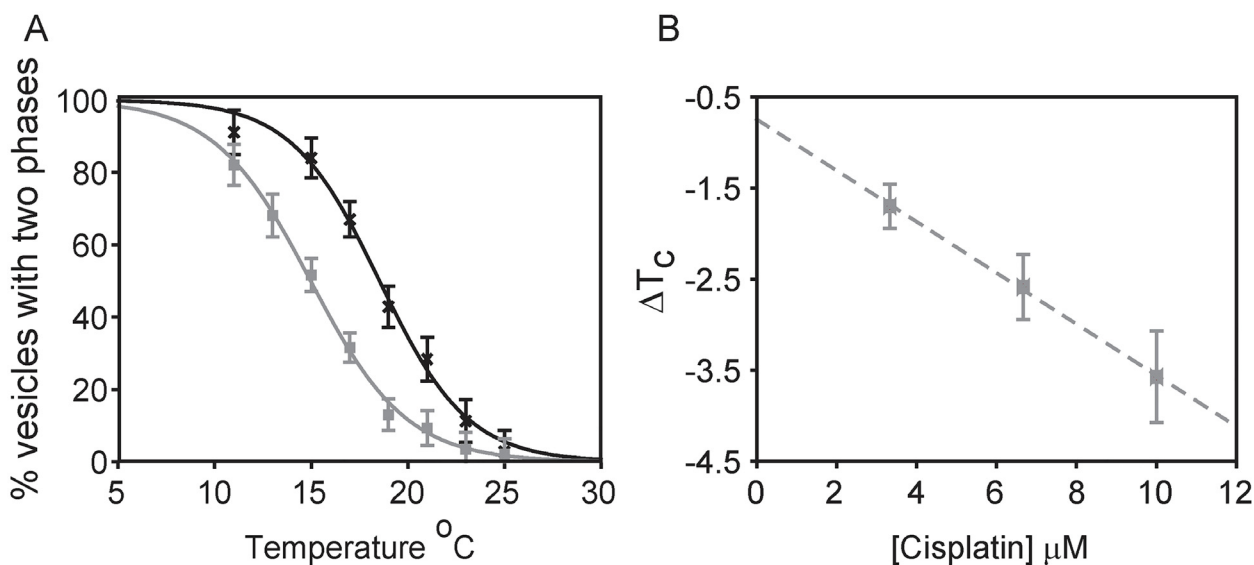 A
% vesicles with two phases
100
80
60
40
20
0
5 10 15 20 25 30
Temperature °C
B
ΔTc
-0.5
-1.5
-2.5
-3.5
-4.5
0 2 4 6 8 10 12
[Cisplatin] μM